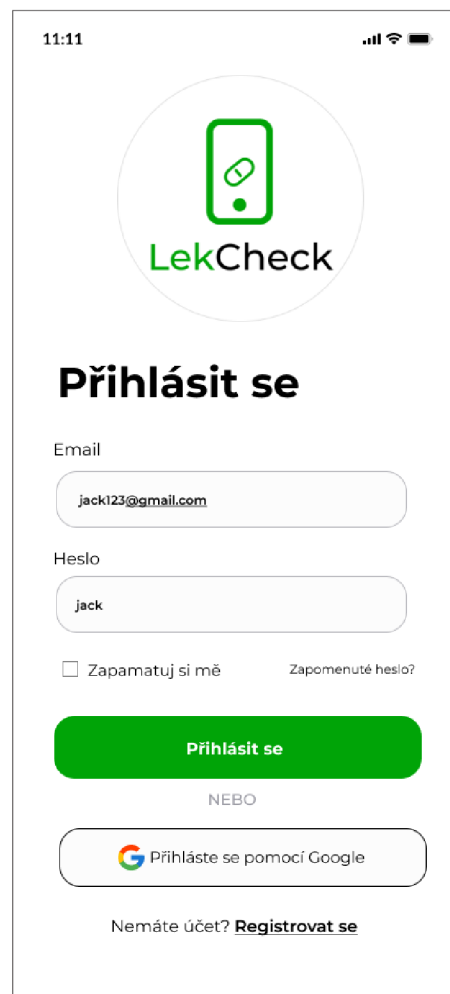 11:11
LekCheck
Přihlásit se
Email
jack123@gmail.com
Heslo
jack
Zapamatuj si mě Zapomenuté heslo?
Přihlásit se
NEBO
Přihláste se pomocí Google
Nemáte účet? Registrovat se